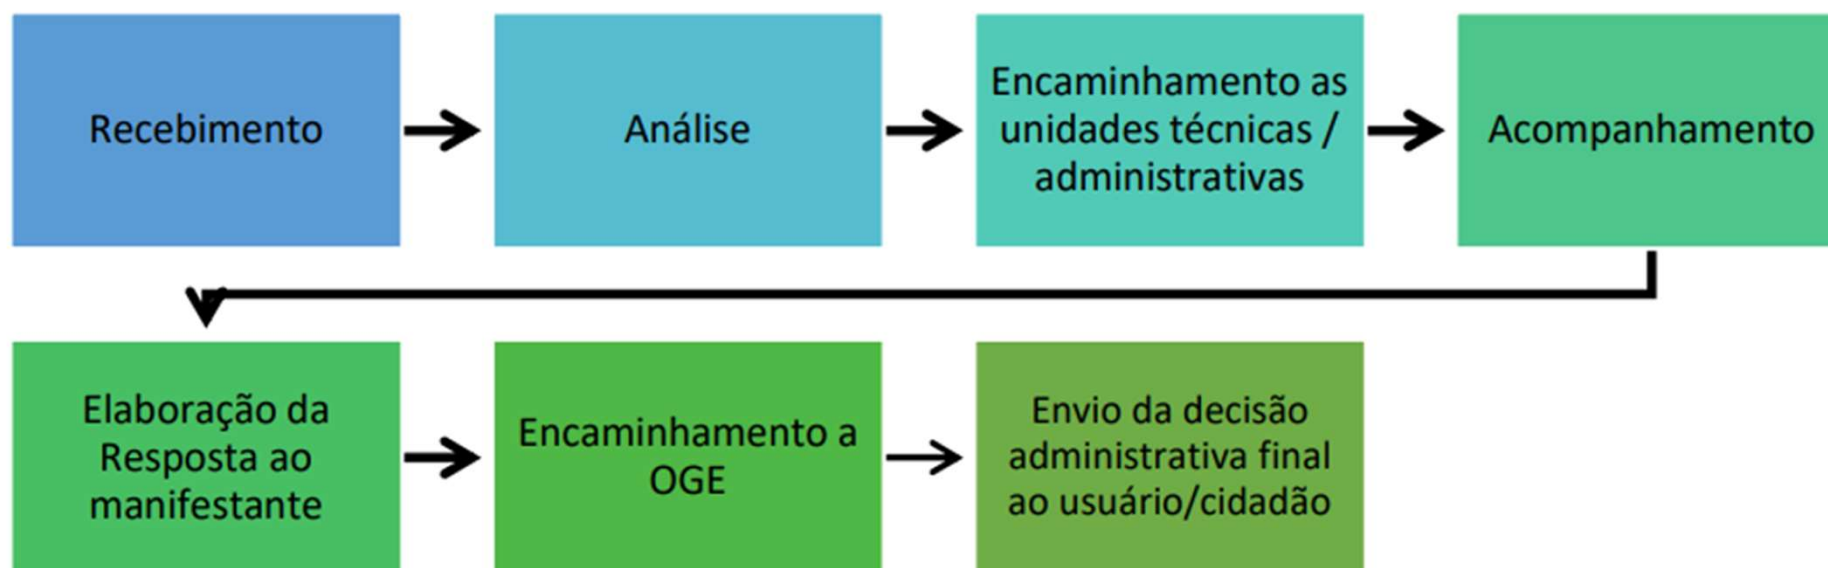 Recebimento
Análise
Encaminhamento as
unidades técnicas /
administrativas
Acompanhamento
Elaboração da
Resposta ao
manifestante
Encaminhamento a
OGE
Envio da decisão
administrativa final
ao usuário/cidadão